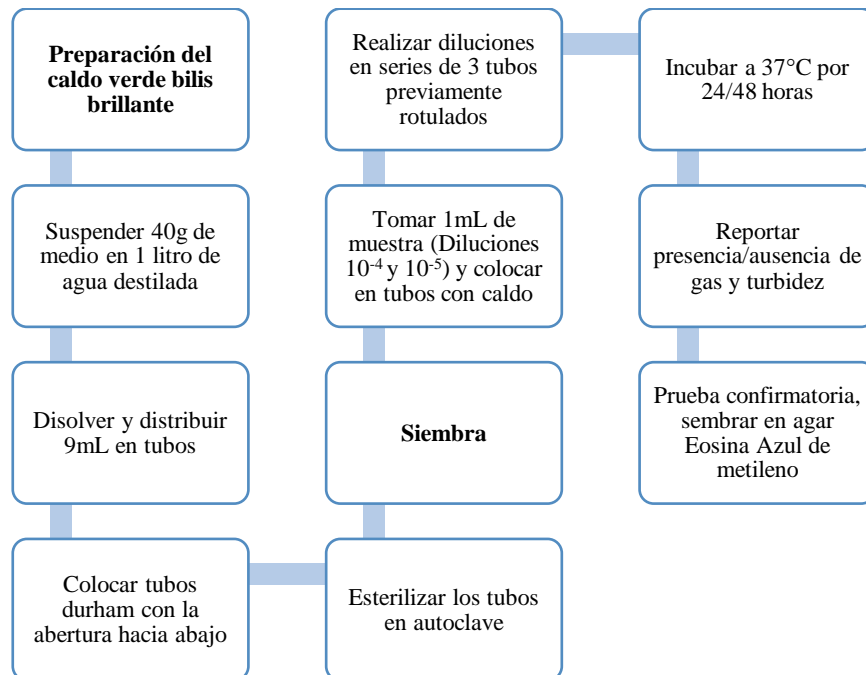 Preparación del
caldo verde bilis
brillante
Suspender 40g de
medio en 1 litro de
agua destilada
Disolver y distribuir
9mL en tubos
Colocar tubos
durham con la
abertura hacia abajo
Esterilizar los tubos
en autoclave
Siembra
Tomar 1mL de
muestra (Diluciones
10⁻⁴ y 10⁻⁵) y colocar
en tubos con caldo
Realizar diluciones
en series de 3 tubos
previamente
rotulados
Incubar a 37°C por
24/48 horas
Reportar
presencia/ausencia de
gas y turbidez
Prueba confirmatoria,
sembrar en agar
Eosina Azul de
metileno